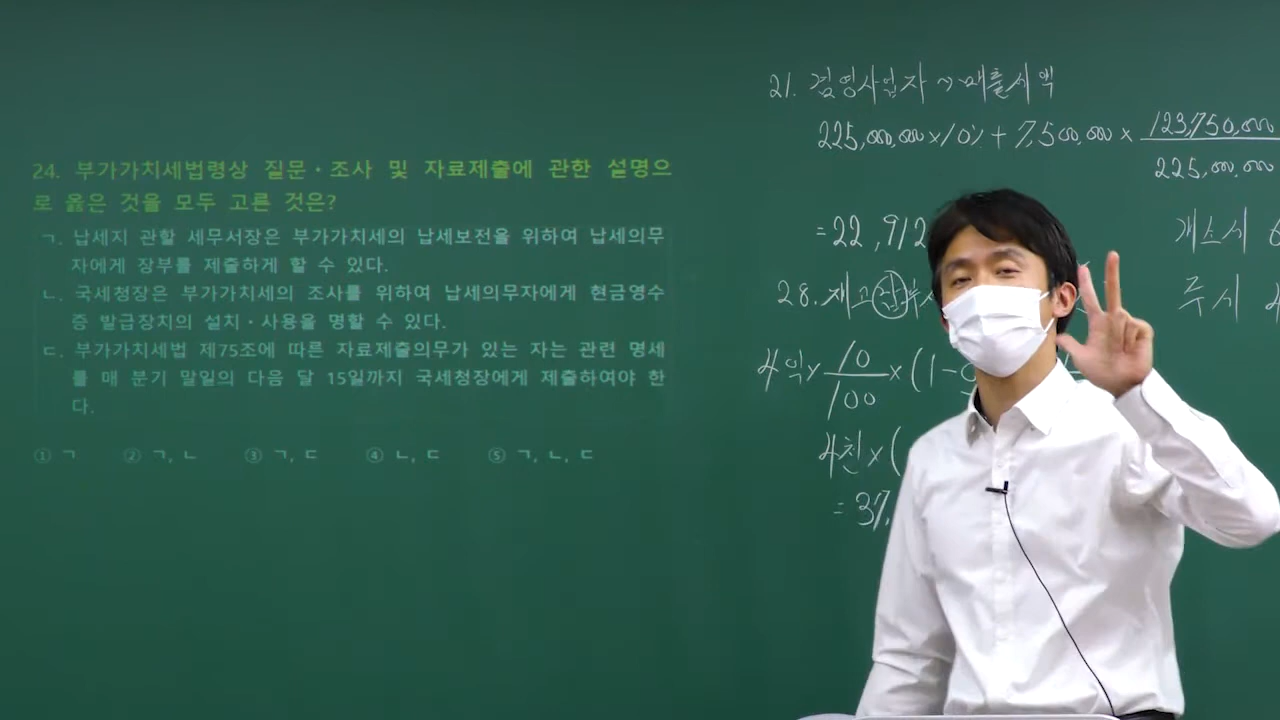 24. 부가가치세법령상 질문·조사 및 자료제출에 관한 설명으
로 옳은 것을 모두 고른 것은?
ㄱ. 납세지 관할 세무서장은 부가가치세의 납세보전을 위하여 납세의무
자에게 장부를 제출하게 할 수 있다.
ㄴ. 국세청장은 부가가치세의 조사를 위하여 납세의무자에게 현금영수
증 발급장치의 설치·사용을 명할 수 있다.
ㄷ. 부가가치세법 제75조에 따른 자료제출의무가 있는 자는 관련 명세
를 매 분기 말일의 다음 달 15일까지 국세청장에게 제출하여야 한
다.
① ㄱ ② ㄱ, ㄴ ③ ㄱ, ㄷ ④ ㄴ, ㄷ ⑤ ㄱ, ㄴ, ㄷ
21. 겸영사업자 ~매출시액
225,000,000×10%+7,500,000×
123,750,000
225,000,000
=22,912
개소세
28. 재고
주세
4억×10/100×(1-
4천×(
=37,